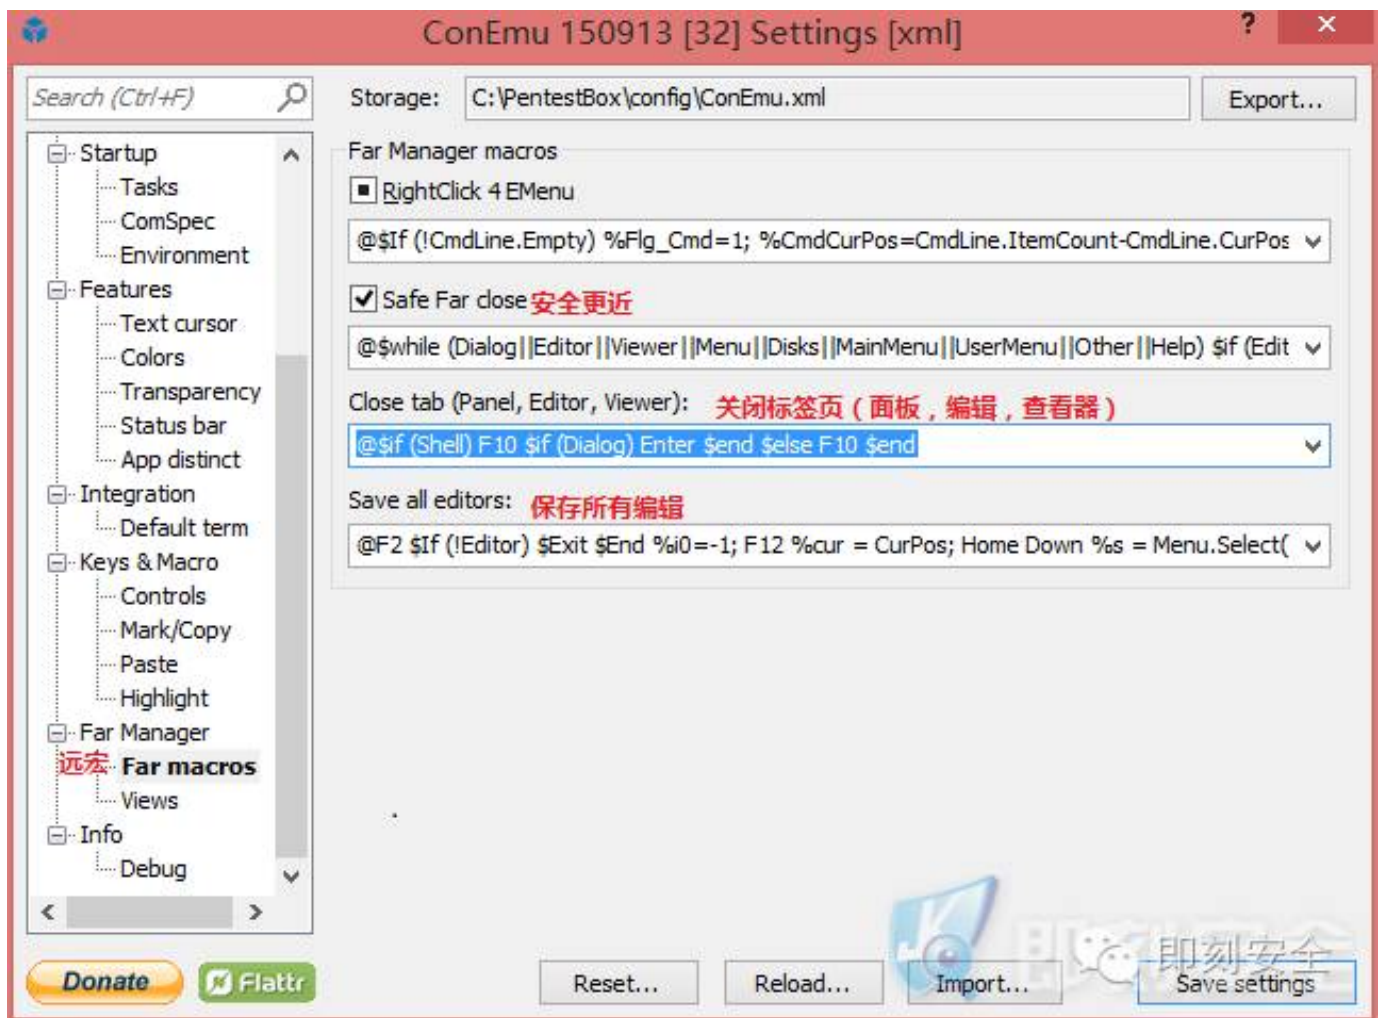 ConEmu 150913 [32] Settings [xml]
?
Search (Ctrl+F)
Storage:
C:\PentestBox\config\ConEmu.xml
Export...
Startup
Tasks
ComSpec
Environment
Features
Text cursor
Colors
Transparency
Status bar
App distinct
Integration
Default term
Keys & Macro
Controls
Mark/Copy
Paste
Highlight
Far Manager
远宏 Far macros
Views
Info
Debug
Far Manager macros
RightClick 4 EMenu
@$If (!CmdLine.Empty) %Flg_Cmd=1; %CmdCurPos=CmdLine.ItemCount-CmdLine.CurPos
Safe Far close 安全更近
@$while (Dialog||Editor||Viewer||Menu||Disks||MainMenu||UserMenu||Other||Help) $if (Edit
Close tab (Panel, Editor, Viewer): 关闭标签页（面板，编辑，查看器）
@$if (Shell) F10 $if (Dialog) Enter $end $else F10 $end
Save all editors: 保存所有编辑
@F2 $If (!Editor) $Exit $End %i0=-1; F12 %cur = CurPos; Home Down %s = Menu.Select(
即刻安全
Donate
Flattr
Reset...
Reload...
Import...
Save settings